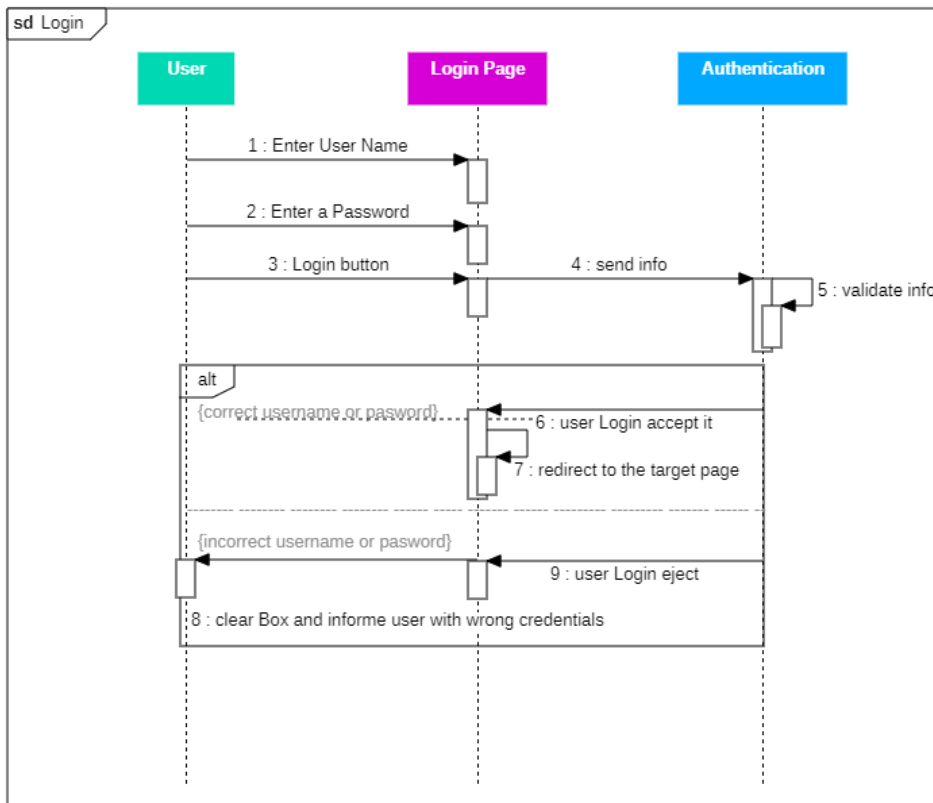 sd Login
User
Login Page
Authentication
1 : Enter User Name
2 : Enter a Password
3 : Login button
4 : send info
5 : validate info
alt
{correct username or pasword}
6 : user Login accept it
7 : redirect to the target page
{incorrect username or pasword}
9 : user Login eject
8 : clear Box and informe user with wrong credentials